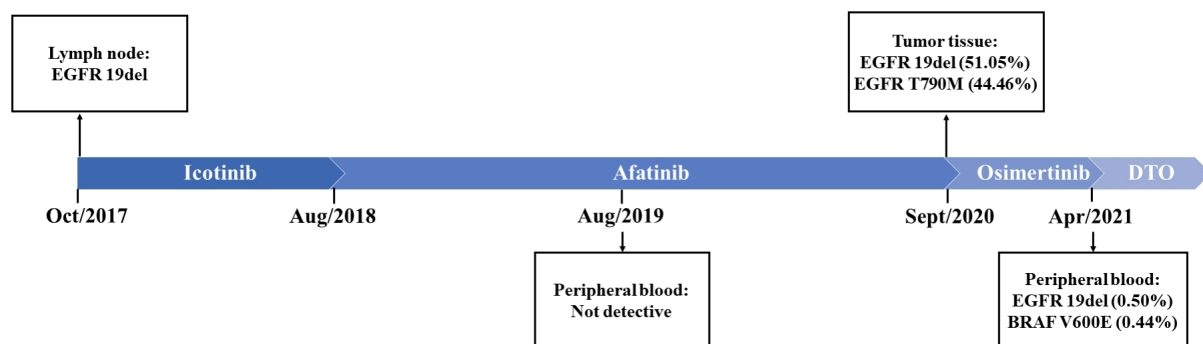 Lymph node:
EGFR 19del
Tumor tissue:
EGFR 19del (51.05%)
EGFR T790M (44.46%)
Icotinib
Afatinib
Osimertinib
DTO
Oct/2017
Aug/2018
Aug/2019
Sept/2020
Apr/2021
Peripheral blood:
Not detective
Peripheral blood:
EGFR 19del (0.50%)
BRAF V600E (0.44%)